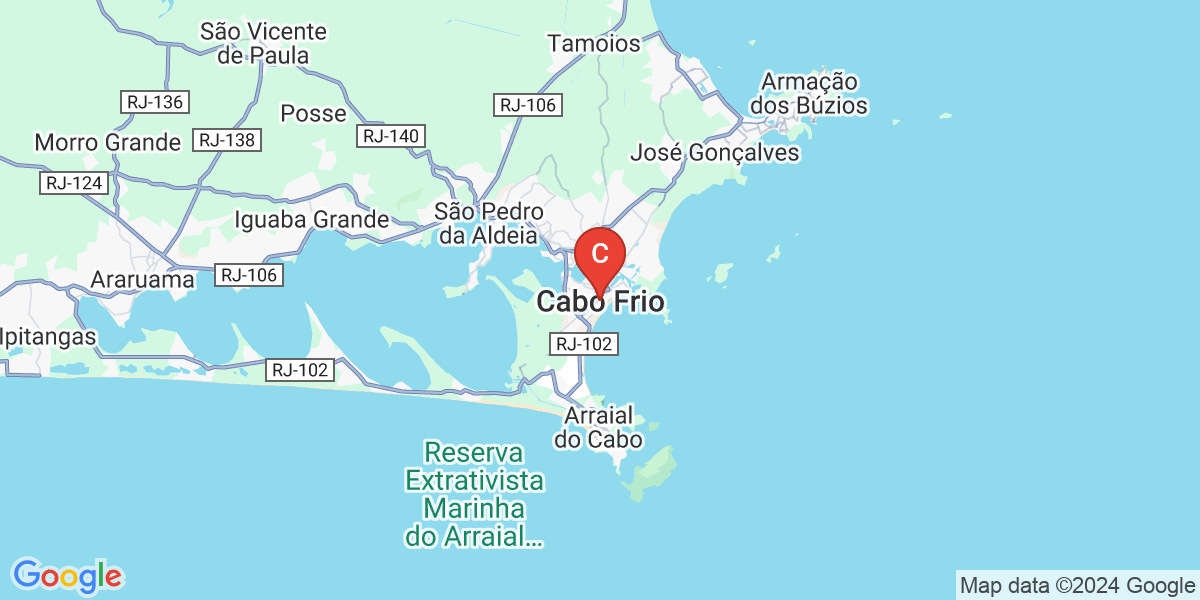 São Vicente
de Paula
Tamoios
Armação
dos Búzios
RJ-136
RJ-106
Posse
RJ-140
Morro Grande
RJ-138
José Gonçalves
RJ-124
São Pedro
da Aldeia
Iguaba Grande
C
Araruama
RJ-106
Cabo Frio
Ipitangas
RJ-102
RJ-102
Arraial
do Cabo
Reserva
Extrativista
Marinha
do Arraial...
Google
Map data ©2024 Google